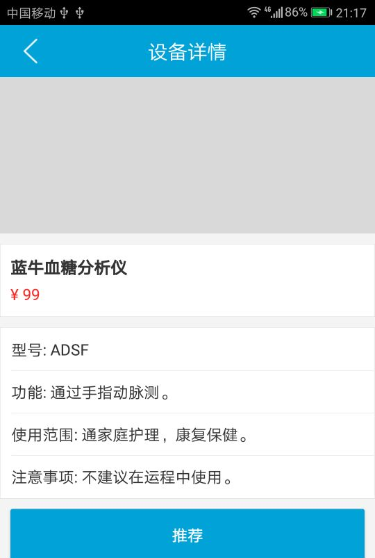 中国移动 46 86% 21:17
设备详情
蓝牛血糖分析仪
¥ 99
型号: ADSF
功能: 通过手指动脉测。
使用范围: 通家庭护理，康复保健。
注意事项: 不建议在运程中使用。
推荐